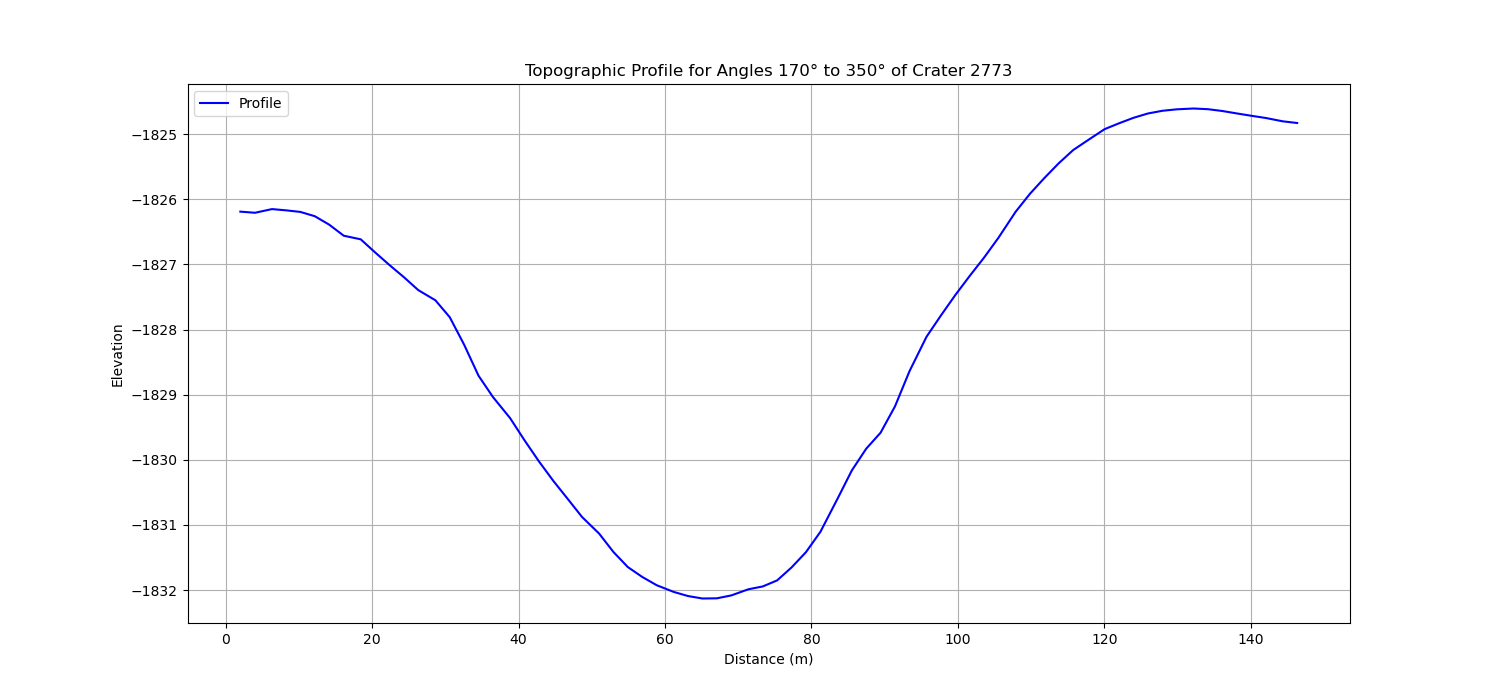 Topographic Profile for Angles 170° to 350° of Crater 2773
Profile
−1825
−1826
−1827
−1828
−1829
−1830
−1831
−1832
Elevation
0 20 40 60 80 100 120 140
Distance (m)